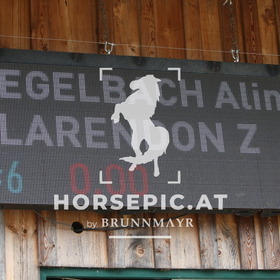 EGELBACH Alin
LARENDON Z
#6 0.00
HORSEPIC.AT
by BRUNNMAYR